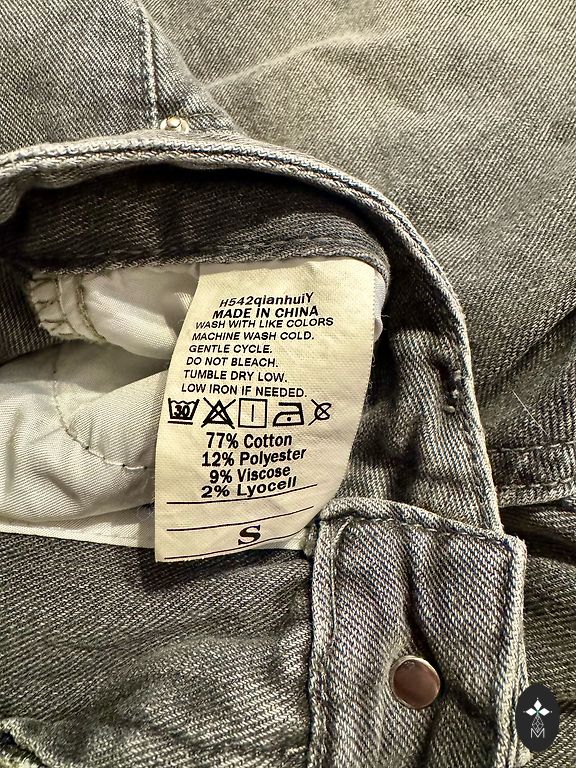 H542qianhuiY
MADE IN CHINA
WASH WITH LIKE COLORS
MACHINE WASH COLD.
GENTLE CYCLE.
DO NOT BLEACH.
TUMBLE DRY LOW.
LOW IRON IF NEEDED.
30
77% Cotton
12% Polyester
9% Viscose
2% Lyocell
S
M